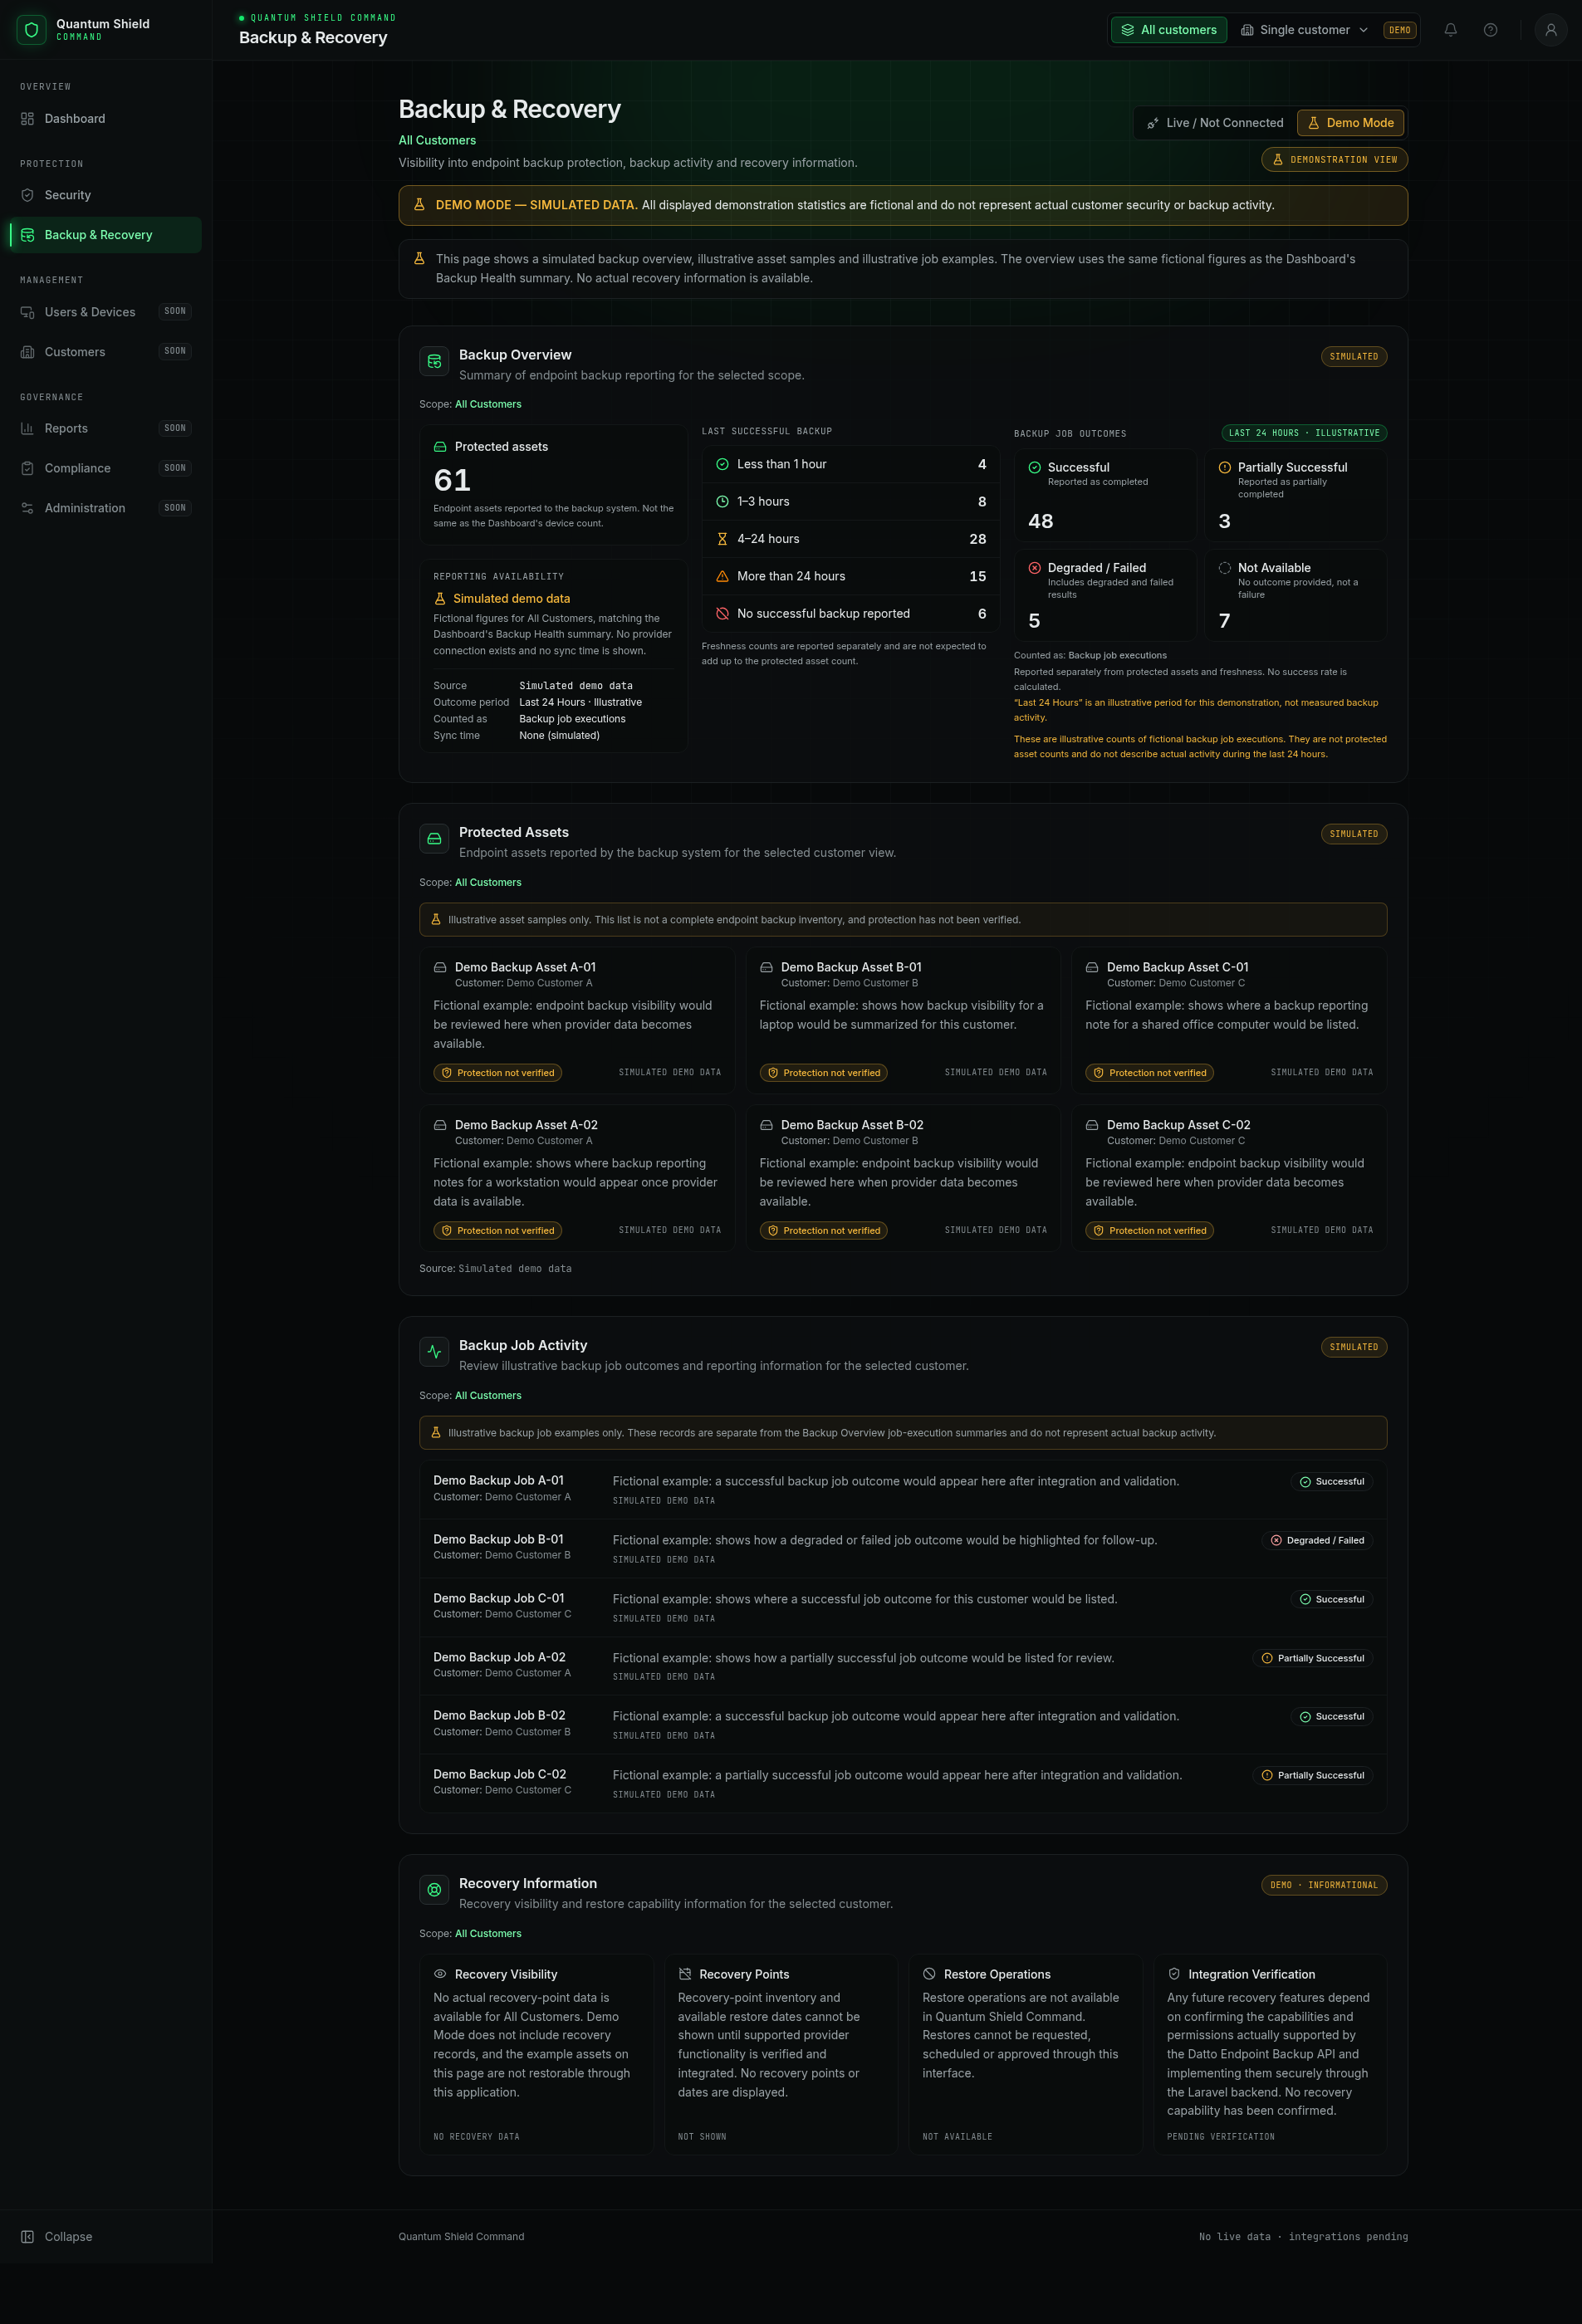 Quantum Shield
COMMAND
OVERVIEW
Dashboard
PROTECTION
Security
Backup & Recovery
MANAGEMENT
Users & Devices SOON
Customers SOON
GOVERNANCE
Reports SOON
Compliance SOON
Administration SOON
Collapse
QUANTUM SHIELD COMMAND
Backup & Recovery
All customers Single customer DEMO
Backup & Recovery
All Customers
Visibility into endpoint backup protection, backup activity and recovery information.
Live / Not Connected Demo Mode
DEMONSTRATION VIEW
DEMO MODE — SIMULATED DATA. All displayed demonstration statistics are fictional and do not represent actual customer security or backup activity.
This page shows a simulated backup overview, illustrative asset samples and illustrative job examples. The overview uses the same fictional figures as the Dashboard's
Backup Health summary. No actual recovery information is available.
Backup Overview
Summary of endpoint backup reporting for the selected scope.
SIMULATED
Scope: All Customers
Protected assets
61
Endpoint assets reported to the backup system. Not the
same as the Dashboard's device count.
REPORTING AVAILABILITY
Simulated demo data
Fictional figures for All Customers, matching the
Dashboard's Backup Health summary. No provider
connection exists and no sync time is shown.
Source Simulated demo data
Outcome period Last 24 Hours · Illustrative
Counted as Backup job executions
Sync time None (simulated)
LAST SUCCESSFUL BACKUP
Less than 1 hour 4
1–3 hours 8
4–24 hours 28
More than 24 hours 15
No successful backup reported 6
Freshness counts are reported separately and are not expected to
add up to the protected asset count.
BACKUP JOB OUTCOMES LAST 24 HOURS · ILLUSTRATIVE
Successful
Reported as completed
48
Partially Successful
Reported as partially
completed
3
Degraded / Failed
Includes degraded and failed
results
5
Not Available
No outcome provided, not a
failure
7
Counted as: Backup job executions
Reported separately from protected assets and freshness. No success rate is
calculated.
“Last 24 Hours” is an illustrative period for this demonstration, not measured backup
activity.
These are illustrative counts of fictional backup job executions. They are not protected
asset counts and do not describe actual activity during the last 24 hours.
Protected Assets
Endpoint assets reported by the backup system for the selected customer view.
SIMULATED
Scope: All Customers
Illustrative asset samples only. This list is not a complete endpoint backup inventory, and protection has not been verified.
Demo Backup Asset A-01
Customer: Demo Customer A
Fictional example: endpoint backup visibility would
be reviewed here when provider data becomes
available.
Protection not verified SIMULATED DEMO DATA
Demo Backup Asset B-01
Customer: Demo Customer B
Fictional example: shows how backup visibility for a
laptop would be summarized for this customer.
Protection not verified SIMULATED DEMO DATA
Demo Backup Asset C-01
Customer: Demo Customer C
Fictional example: shows where a backup reporting
note for a shared office computer would be listed.
Protection not verified SIMULATED DEMO DATA
Demo Backup Asset A-02
Customer: Demo Customer A
Fictional example: shows where backup reporting
notes for a workstation would appear once provider
data is available.
Protection not verified SIMULATED DEMO DATA
Demo Backup Asset B-02
Customer: Demo Customer B
Fictional example: endpoint backup visibility would
be reviewed here when provider data becomes
available.
Protection not verified SIMULATED DEMO DATA
Demo Backup Asset C-02
Customer: Demo Customer C
Fictional example: endpoint backup visibility would
be reviewed here when provider data becomes
available.
Protection not verified SIMULATED DEMO DATA
Source: Simulated demo data
Backup Job Activity
Review illustrative backup job outcomes and reporting information for the selected customer.
SIMULATED
Scope: All Customers
Illustrative backup job examples only. These records are separate from the Backup Overview job-execution summaries and do not represent actual backup activity.
Demo Backup Job A-01
Customer: Demo Customer A
Fictional example: a successful backup job outcome would appear here after integration and validation.
SIMULATED DEMO DATA
Successful
Demo Backup Job B-01
Customer: Demo Customer B
Fictional example: shows how a degraded or failed job outcome would be highlighted for follow-up.
SIMULATED DEMO DATA
Degraded / Failed
Demo Backup Job C-01
Customer: Demo Customer C
Fictional example: shows where a successful job outcome for this customer would be listed.
SIMULATED DEMO DATA
Successful
Demo Backup Job A-02
Customer: Demo Customer A
Fictional example: shows how a partially successful job outcome would be listed for review.
SIMULATED DEMO DATA
Partially Successful
Demo Backup Job B-02
Customer: Demo Customer B
Fictional example: a successful backup job outcome would appear here after integration and validation.
SIMULATED DEMO DATA
Successful
Demo Backup Job C-02
Customer: Demo Customer C
Fictional example: a partially successful job outcome would appear here after integration and validation.
SIMULATED DEMO DATA
Partially Successful
Recovery Information
Recovery visibility and restore capability information for the selected customer.
DEMO · INFORMATIONAL
Scope: All Customers
Recovery Visibility
No actual recovery-point data is
available for All Customers. Demo
Mode does not include recovery
records, and the example assets on
this page are not restorable through
this application.
NO RECOVERY DATA
Recovery Points
Recovery-point inventory and
available restore dates cannot be
shown until supported provider
functionality is verified and
integrated. No recovery points or
dates are displayed.
NOT SHOWN
Restore Operations
Restore operations are not available
in Quantum Shield Command.
Restores cannot be requested,
scheduled or approved through this
interface.
NOT AVAILABLE
Integration Verification
Any future recovery features depend
on confirming the capabilities and
permissions actually supported by
the Datto Endpoint Backup API and
implementing them securely through
the Laravel backend. No recovery
capability has been confirmed.
PENDING VERIFICATION
Quantum Shield Command
No live data · integrations pending